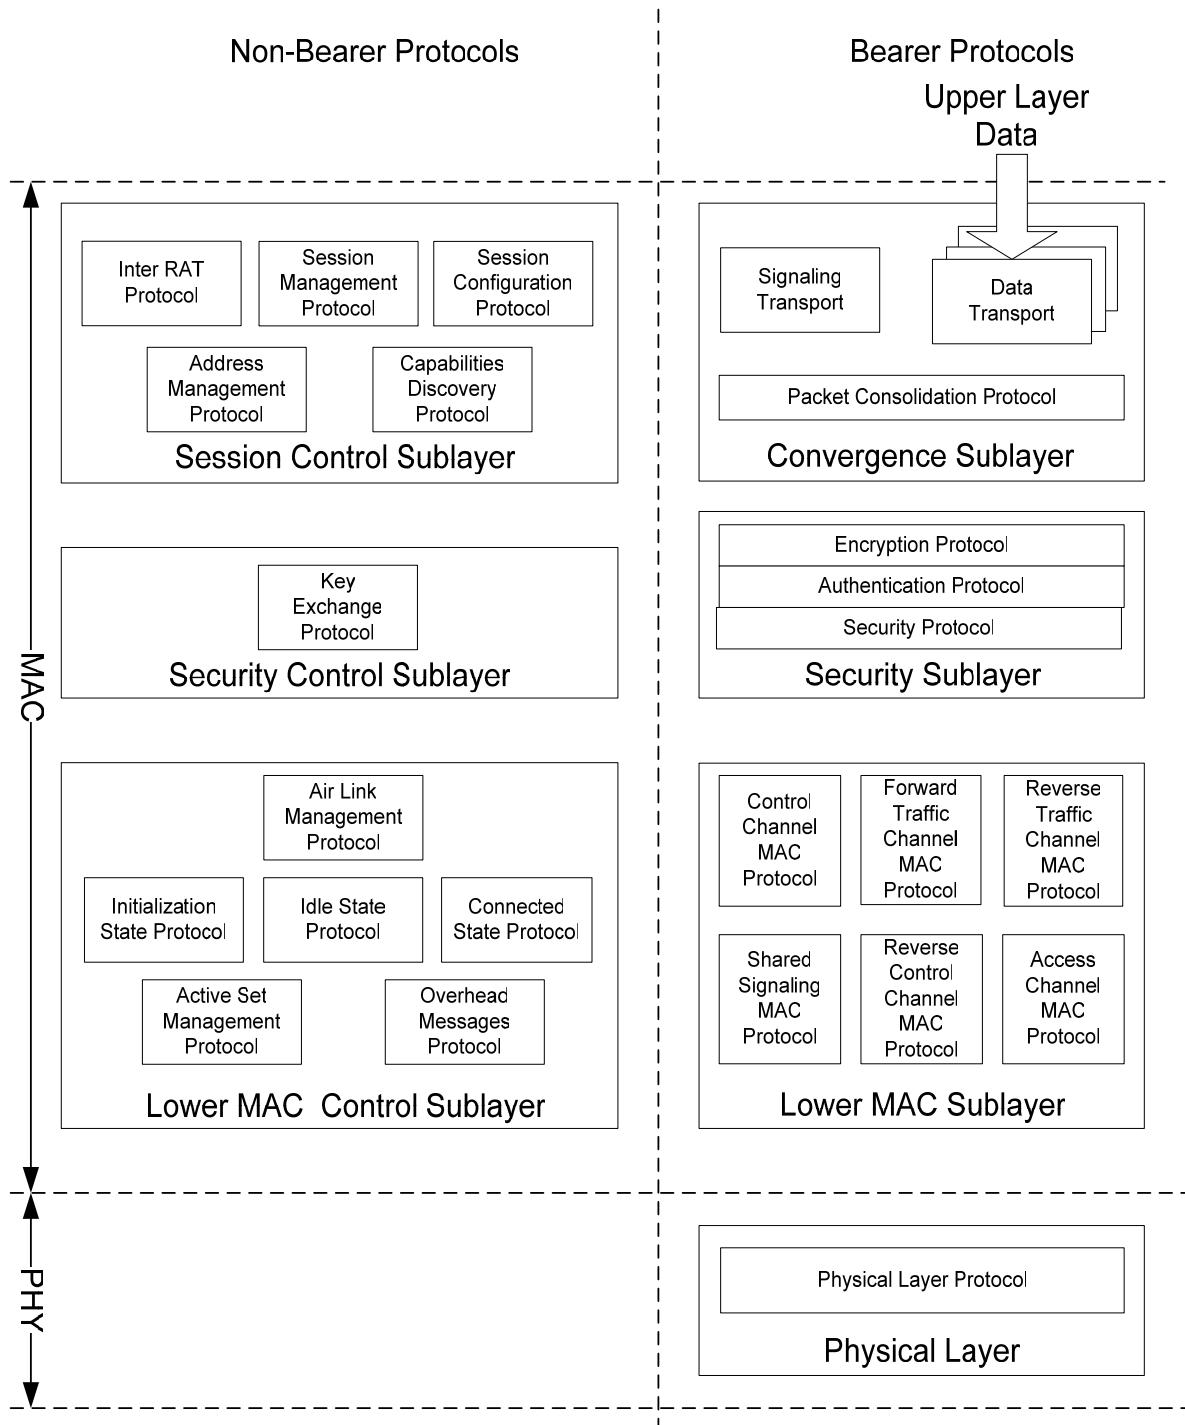 Non-Bearer Protocols
Bearer Protocols
Upper Layer
Data
Inter RAT
Protocol
Session
Management
Protocol
Session
Configuration
Protocol
Address
Management
Protocol
Capabilities
Discovery
Protocol
Session Control Sublayer
Signaling
Transport
Data
Transport
Packet Consolidation Protocol
Convergence Sublayer
Key
Exchange
Protocol
Security Control Sublayer
Encryption Protocol
Authentication Protocol
Security Protocol
Security Sublayer
MAC
Air Link
Management
Protocol
Initialization
State Protocol
Idle State
Protocol
Connected
State Protocol
Active Set
Management
Protocol
Overhead
Messages
Protocol
Lower MAC  Control Sublayer
Control
Channel
MAC
Protocol
Forward
Traffic
Channel
MAC
Protocol
Reverse
Traffic
Channel
MAC
Protocol
Shared
Signaling
MAC
Protocol
Reverse
Control
Channel
MAC
Protocol
Access
Channel
MAC
Protocol
Lower MAC Sublayer
PHY
Physical Layer Protocol
Physical Layer